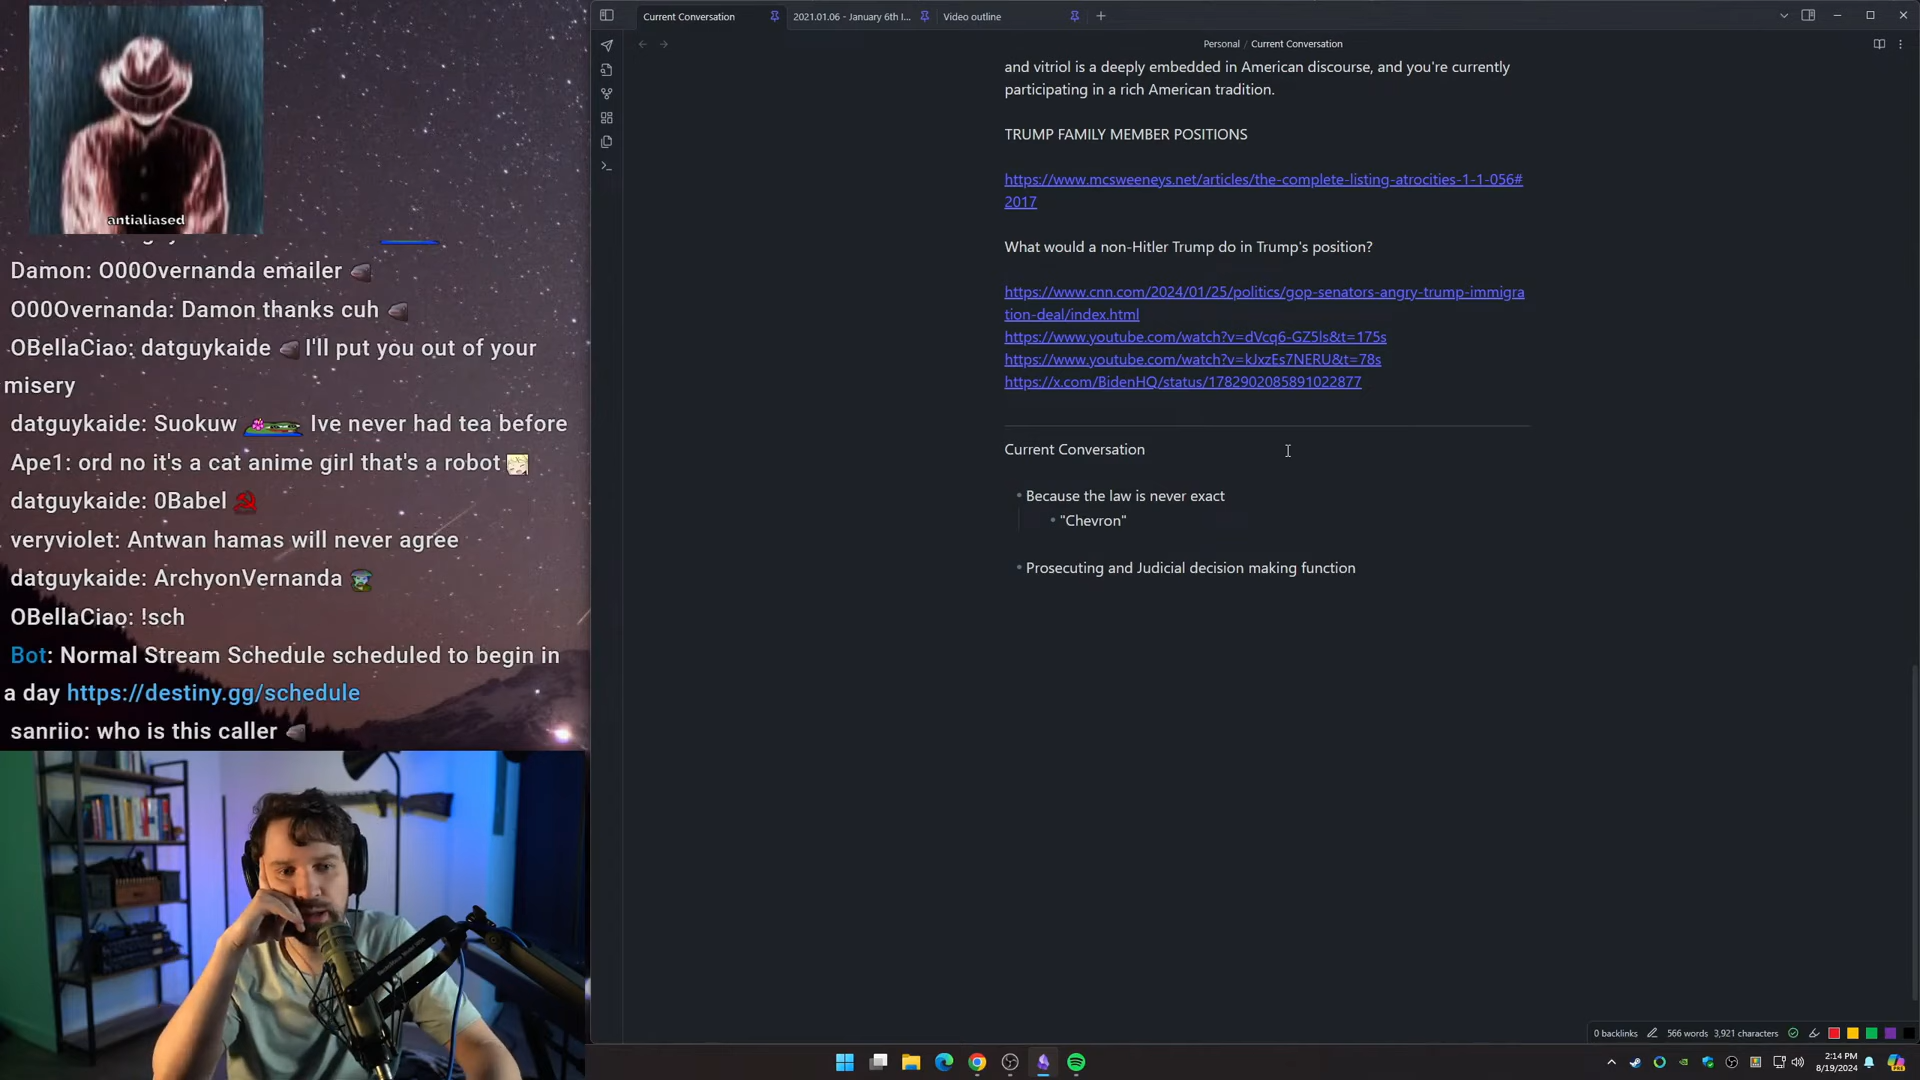 antialiased
Damon: O00Overnanda emailer
O00Overnanda: Damon thanks cuh
OBellaCiao: datguykaide I'll put you out of your
misery
datguykaide: Suokuw Ive never had tea before
Ape1: ord no it's a cat anime girl that's a robot
datguykaide: 0Babel
veryviolet: Antwan hamas will never agree
datguykaide: ArchyonVernanda
OBellaCiao: !sch
Bot: Normal Stream Schedule scheduled to begin in
a day https://destiny.gg/schedule
sanriio: who is this caller
Current Conversation
2021.01.06 - January 6th I...
Video outline
Personal / Current Conversation
and vitriol is a deeply embedded in American discourse, and you're currently
participating in a rich American tradition.
TRUMP FAMILY MEMBER POSITIONS
https://www.mcsweeneys.net/articles/the-complete-listing-atrocities-1-1-056#
2017
What would a non-Hitler Trump do in Trump's position?
https://www.cnn.com/2024/01/25/politics/gop-senators-angry-trump-immigra
tion-deal/index.html
https://www.youtube.com/watch?v=dVcq6-GZ5ls&t=175s
https://www.youtube.com/watch?v=kJxzEs7NERU&t=78s
https://x.com/BidenHQ/status/1782902085891022877
Current Conversation
Because the law is never exact
"Chevron"
Prosecuting and Judicial decision making function
0 backlinks 566 words 3,921 characters
2:14 PM
8/19/2024